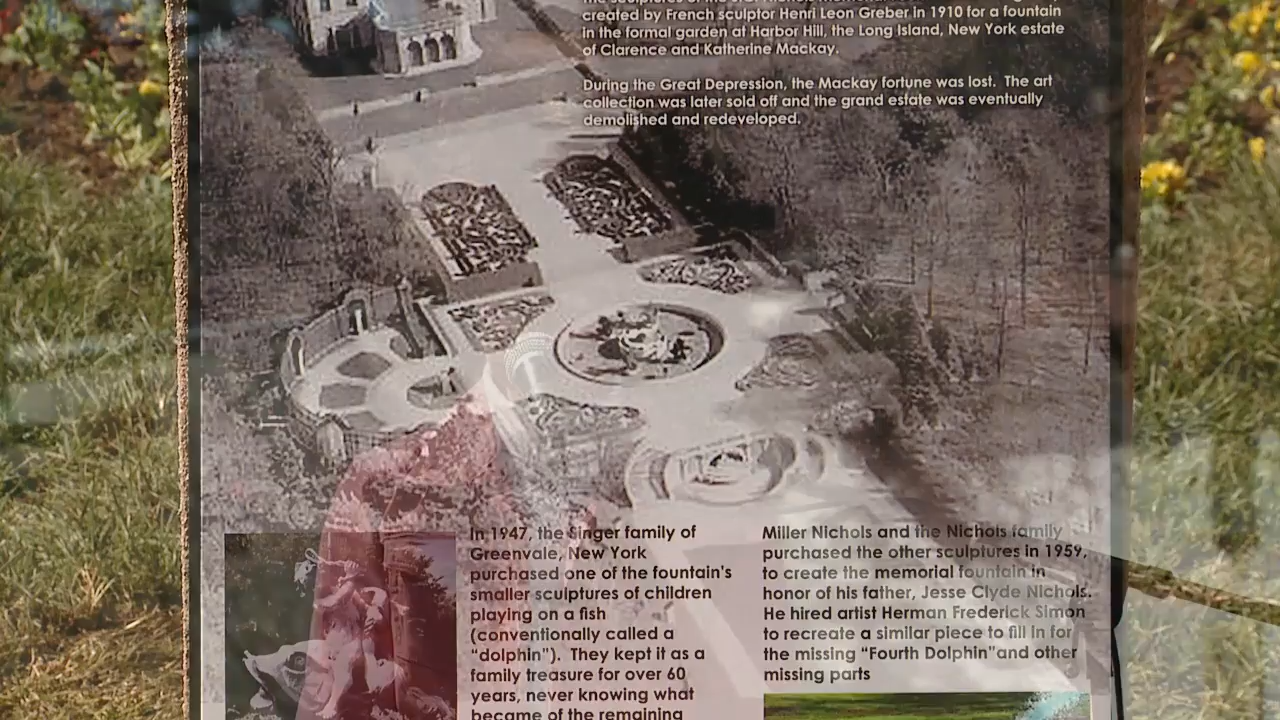 created by French sculptor Henri Leon Greber in 1910 for a fountain
in the formal garden at Harbor Hill, the Long Island, New York estate
of Clarence and Katherine Mackay.
During the Great Depression, the Mackay fortune was lost. The art
collection was later sold off and the grand estate was eventually
demolished and redeveloped.
In 1947, the Singer family of
Greenvale, New York
purchased one of the fountain's
smaller sculptures of children
playing on a fish
(conventionally called a
"dolphin"). They kept it as a
family treasure for over 60
years, never knowing what
became of the remaining
Miller Nichols and the Nichols family
purchased the other sculptures in 1959,
to create the memorial fountain in
honor of his father, Jesse Clyde Nichols.
He hired artist Herman Frederick Simon
to recreate a similar piece to fill in for
the missing "Fourth Dolphin"and other
missing parts